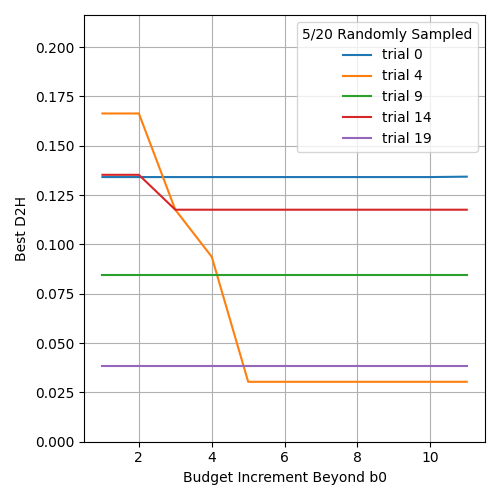 5/20 Randomly Sampled
trial 0
trial 4
trial 9
trial 14
trial 19
0.200
0.175
0.150
0.125
0.100
0.075
0.050
0.025
0.000
Best D2H
2 4 6 8 10
Budget Increment Beyond b0